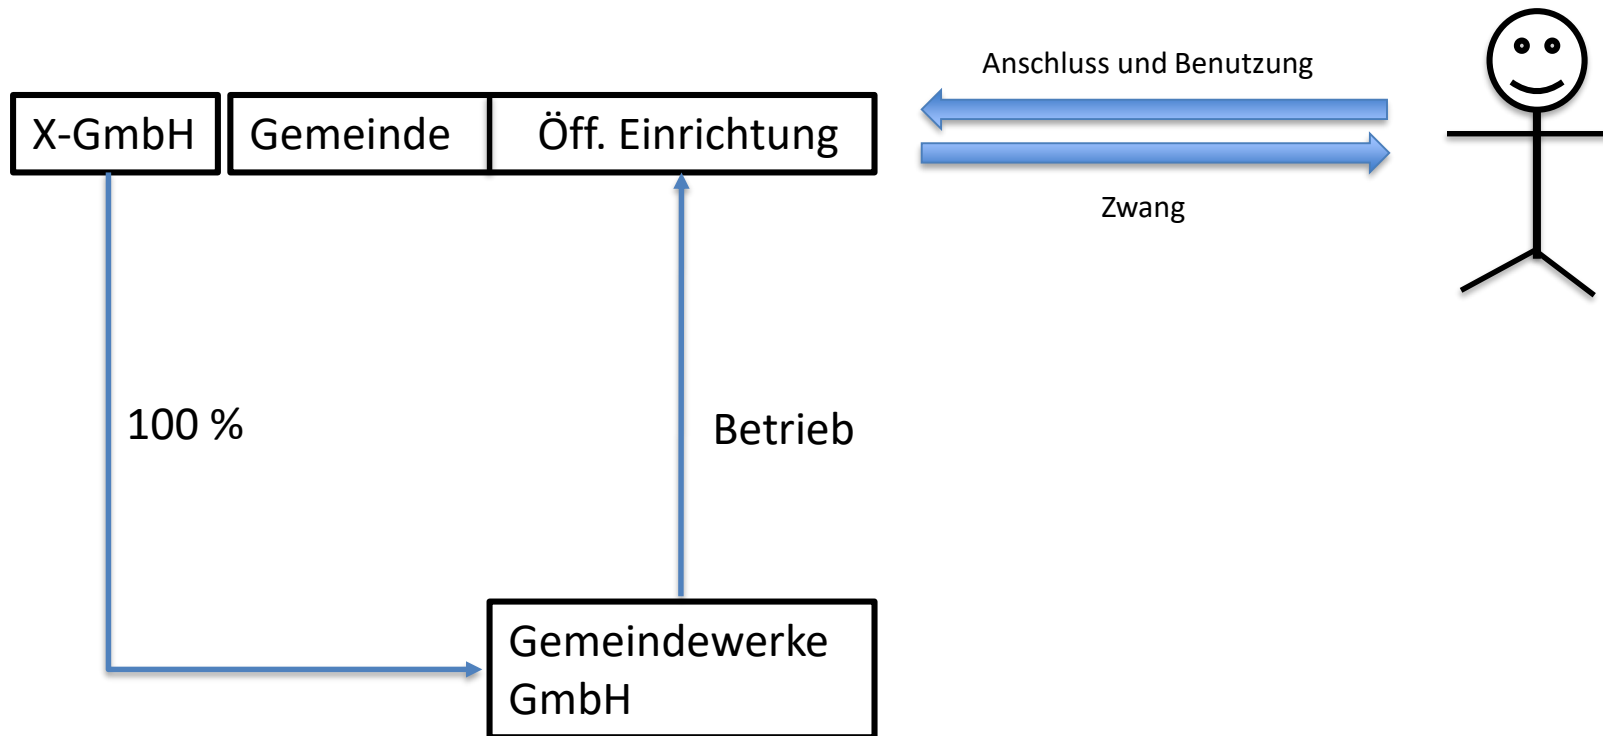 Anschluss und Benutzung
X-GmbH
Gemeinde
Öff. Einrichtung
Zwang
100 %
Betrieb
Gemeindewerke
GmbH